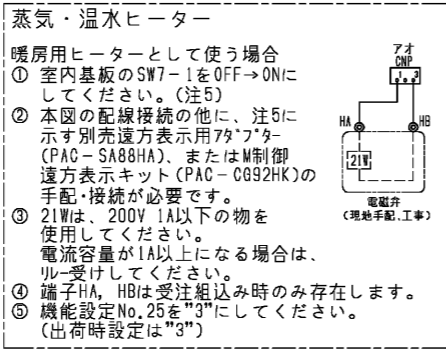 蒸気・温水ヒーター
暖房用ヒーターとして使う場合
① 室内基板のSW7－1をOFF→ONに
してください。(注5)
② 本図の配線接続の他に、注5に
示す別売遠方表示用ｱﾀﾞﾌﾟﾀｰ
(PAC－SA88HA)、またはM制御
遠方表示キット(PAC－CG92HK)の
手配・接続が必要です。
③ 21Wは、200V 1A以下の物を
使用してください。
電流容量が1A以上になる場合は、
ﾘﾚｰ受けしてください。
④ 端子HA, HBは受注組込み時のみ存在します。
⑤ 機能設定No.25を"3"にしてください。
(出荷時設定は"3")
アオ
CNP
1 3
HA HB
21W
電磁弁
(現地手配,工事)